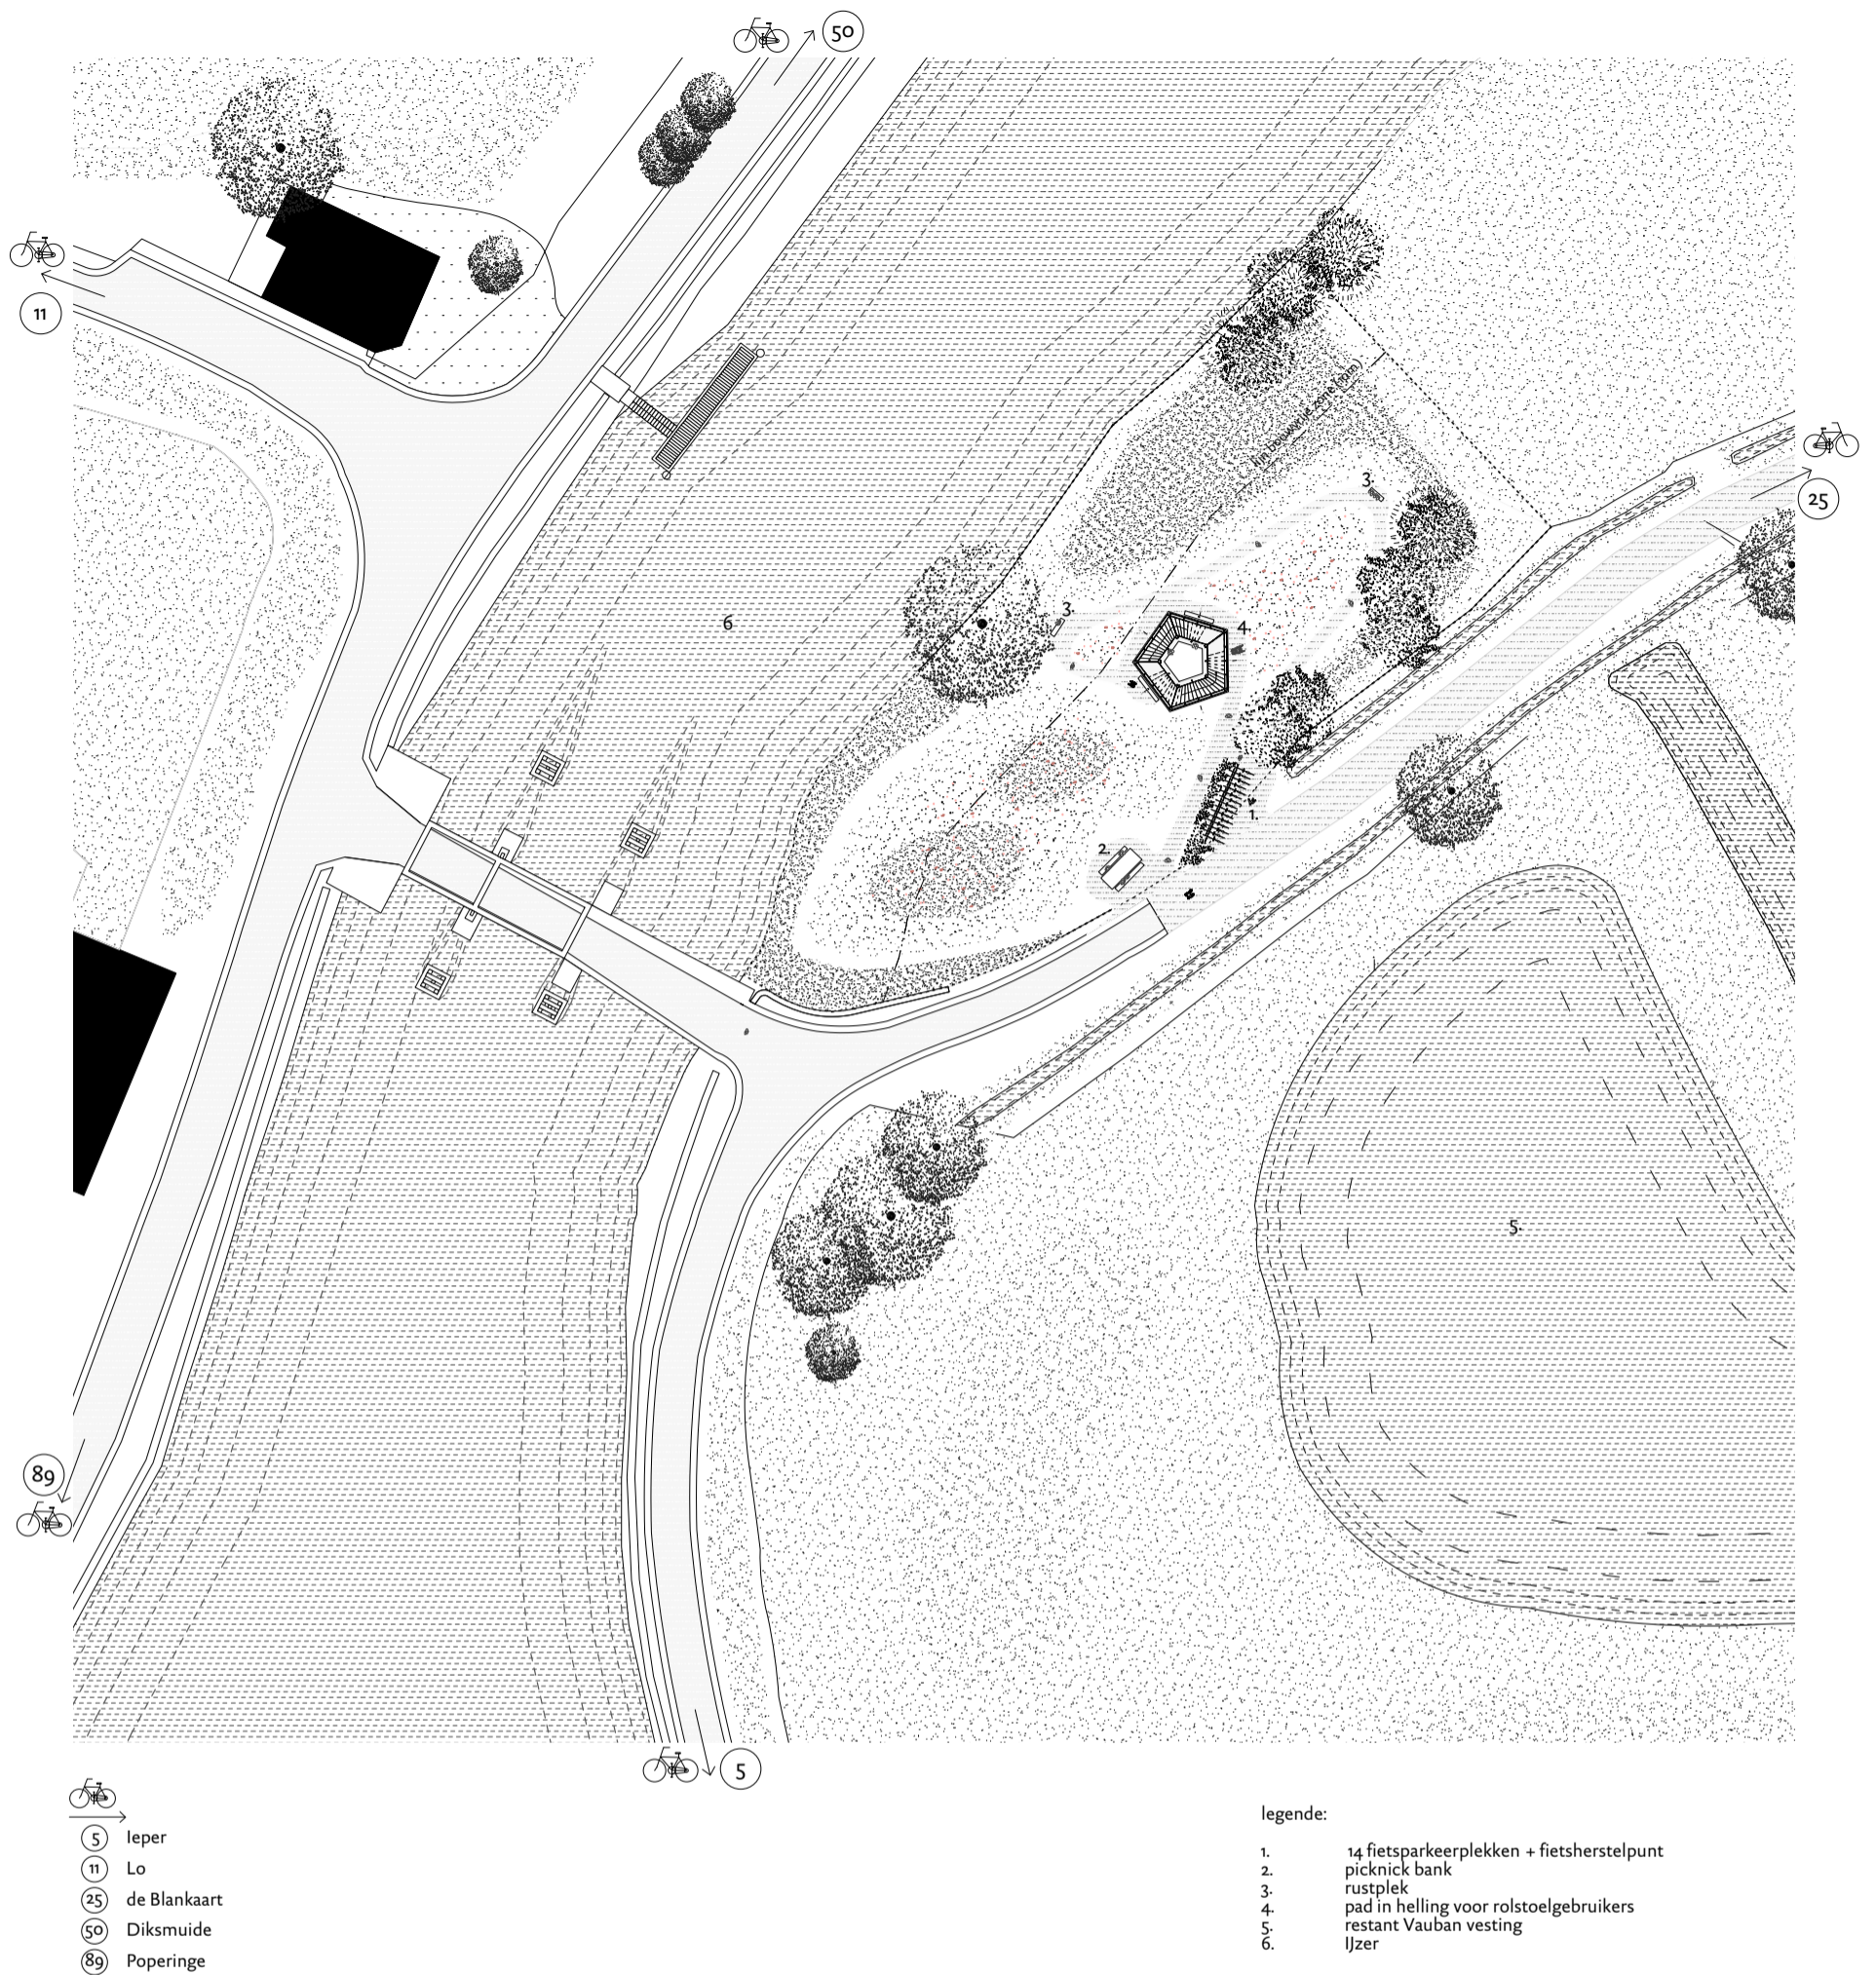 50
11
25
3.
3.
4.
6
1.
2.
5.
89
5
5 Ieper
11 Lo
25 de Blankaart
50 Diksmuide
89 Poperinge
legende:
1. 14 fietsparkeerplekken + fietsherstelpunt
2. picknick bank
3. rustplek
4. pad in helling voor rolstoelgebruikers
5. restant Vauban vesting
6. IJzer